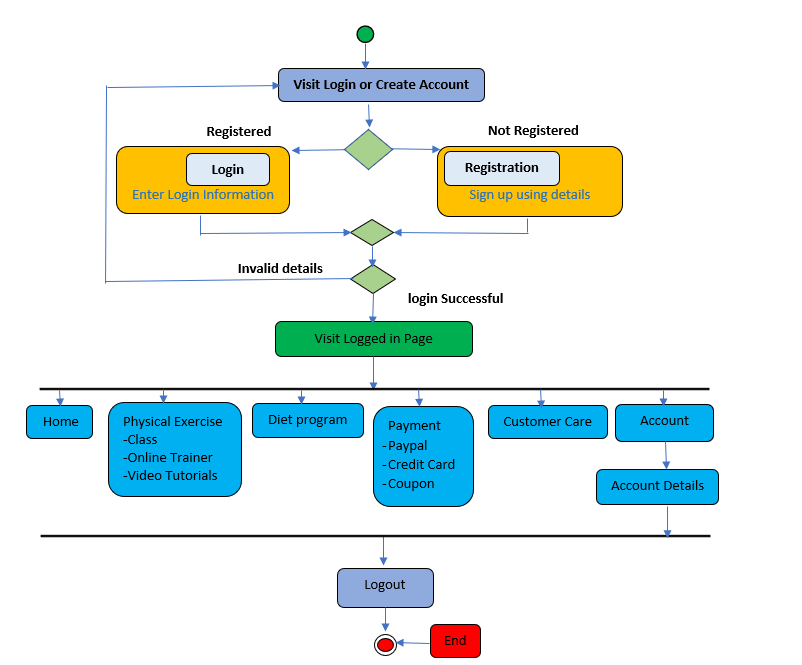 Visit Login or Create Account
Registered
Not Registered
Login
Enter Login Information
Registration
Sign up using details
Invalid details
login Successful
Visit Logged in Page
Home
Physical Exercise
-Class
-Online Trainer
-Video Tutorials
Diet program
Payment
-Paypal
-Credit Card
-Coupon
Customer Care
Account
Account Details
Logout
End